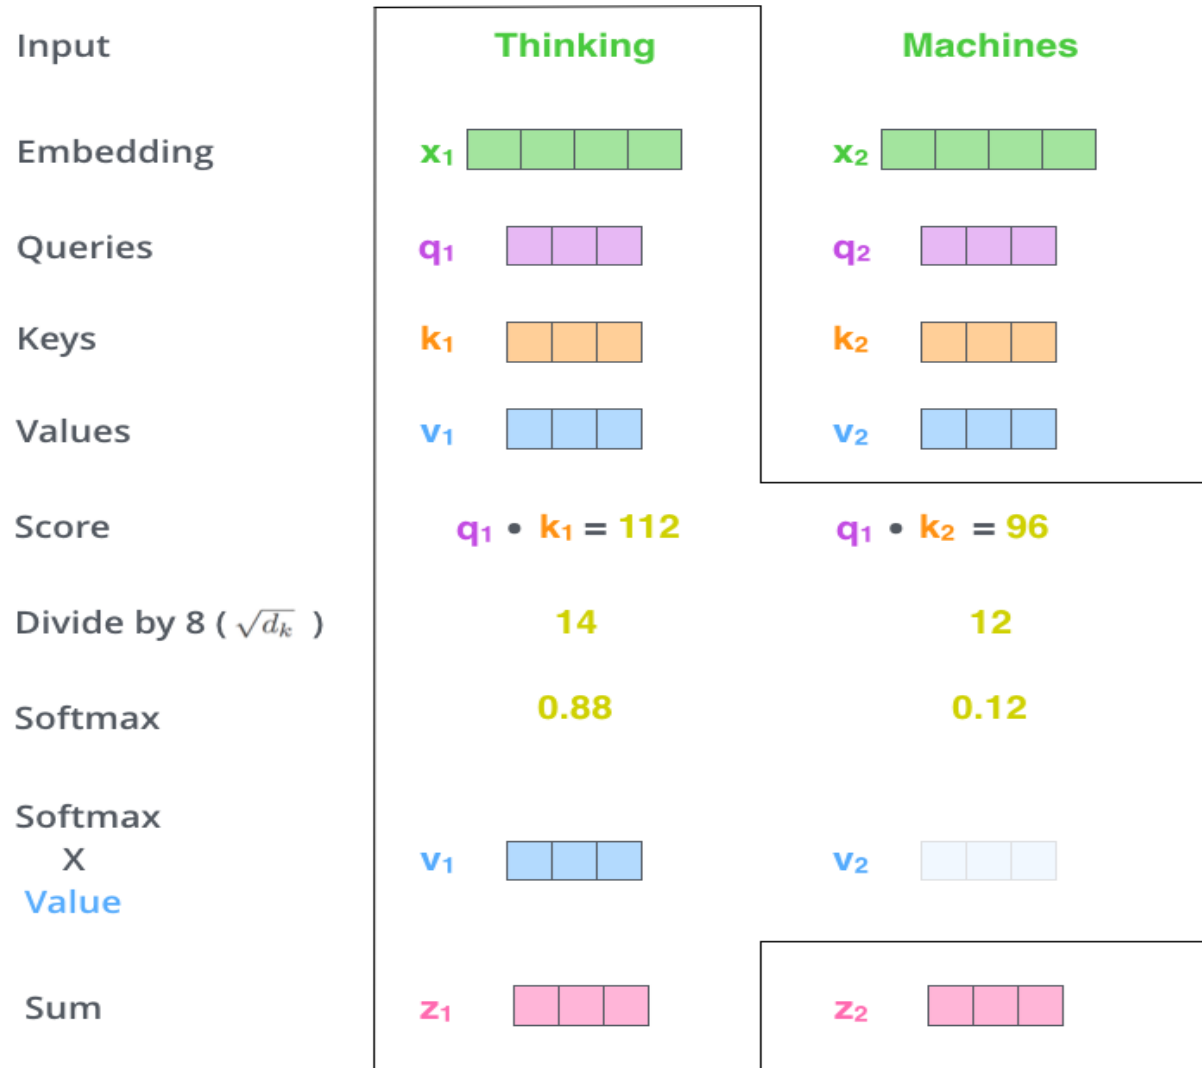 Input Thinking Machines
Embedding x₁ x₂
Queries q₁ q₂
Keys k₁ k₂
Values v₁ v₂
Score q₁ • k₁ = 112 q₁ • k₂ = 96
Divide by 8 ( √dₖ ) 14 12
Softmax 0.88 0.12
Softmax
X v₁ v₂
Value
Sum z₁ z₂